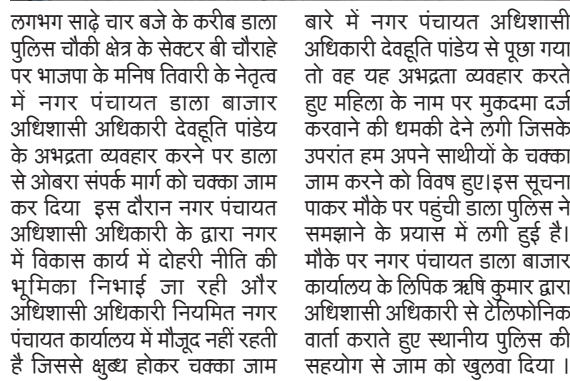 लगभग साढ़े चार बजे के करीब डाला
पुलिस चौकी क्षेत्र के सेक्टर बी चौराहे
पर भाजपा के मनिष तिवारी के नेतृत्व
में नगर पंचायत डाला बाजार
अधिशासी अधिकारी देवहूति पांडेय
के अभद्रता व्यवहार करने पर डाला
से ओबरा संपर्क मार्ग को चक्का जाम
कर दिया इस दौरान नगर पंचायत
अधिशासी अधिकारी के द्वारा नगर
में विकास कार्य में दोहरी नीति की
भूमिका निभाई जा रही और
अधिशासी अधिकारी नियमित नगर
पंचायत कार्यालय में मौजूद नहीं रहती
है जिससे क्षुब्ध होकर चक्का जाम
बारे में नगर पंचायत अधिशासी
अधिकारी देवहूति पांडेय से पूछा गया
तो वह यह अभद्रता व्यवहार करते
हुए महिला के नाम पर मुकदमा दर्ज
करवाने की धमकी देने लगी जिसके
उपरांत हम अपने साथीयों के चक्का
जाम करने को विवष हुए।इस सूचना
पाकर मौके पर पहुंची डाला पुलिस ने
समझाने के प्रयास में लगी हुई है।
मौके पर नगर पंचायत डाला बाजार
कार्यालय के लिपिक ऋषि कुमार द्वारा
अधिशासी अधिकारी से टेलिफोनिक
वार्ता कराते हुए स्थानीय पुलिस की
सहयोग से जाम को खुलवा दिया ।